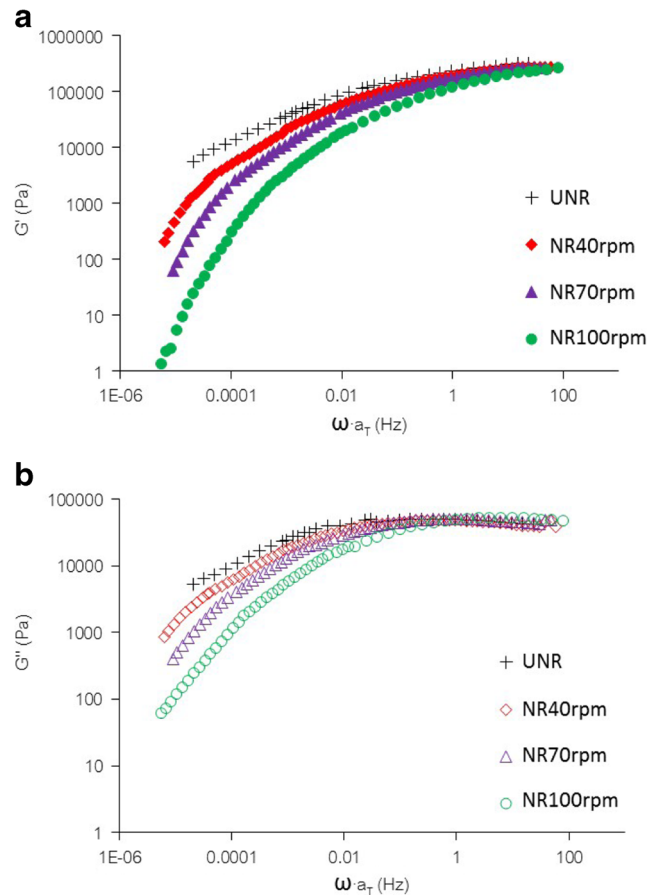 a
1000000
100000
10000
1000
100
10
1
G' (Pa)
1E-06 0.0001 0.01 1 100
ω·aT (Hz)
UNR
NR40rpm
NR70rpm
NR100rpm
b
100000
10000
1000
100
10
1
G'' (Pa)
1E-06 0.0001 0.01 1 100
ω·aT (Hz)
UNR
NR40rpm
NR70rpm
NR100rpm